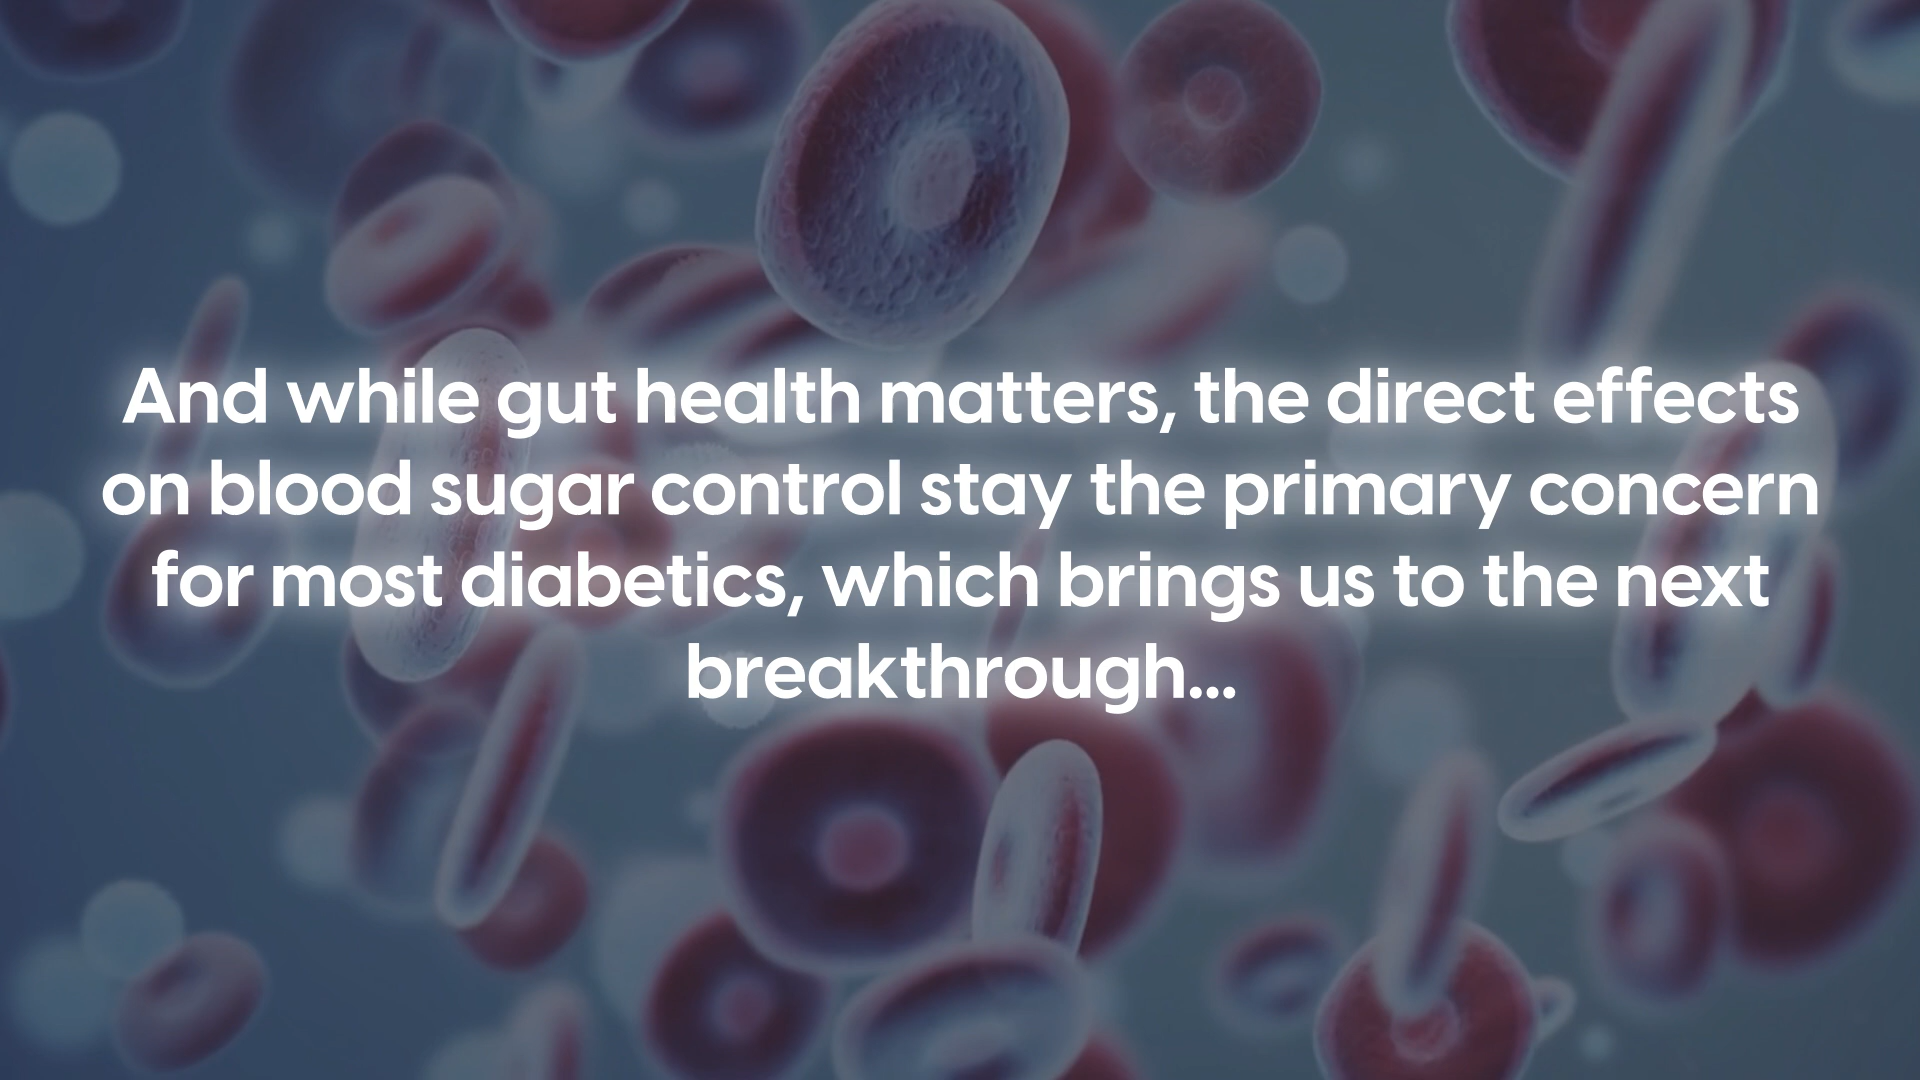 And while gut health matters, the direct effects
on blood sugar control stay the primary concern
for most diabetics, which brings us to the next
breakthrough...